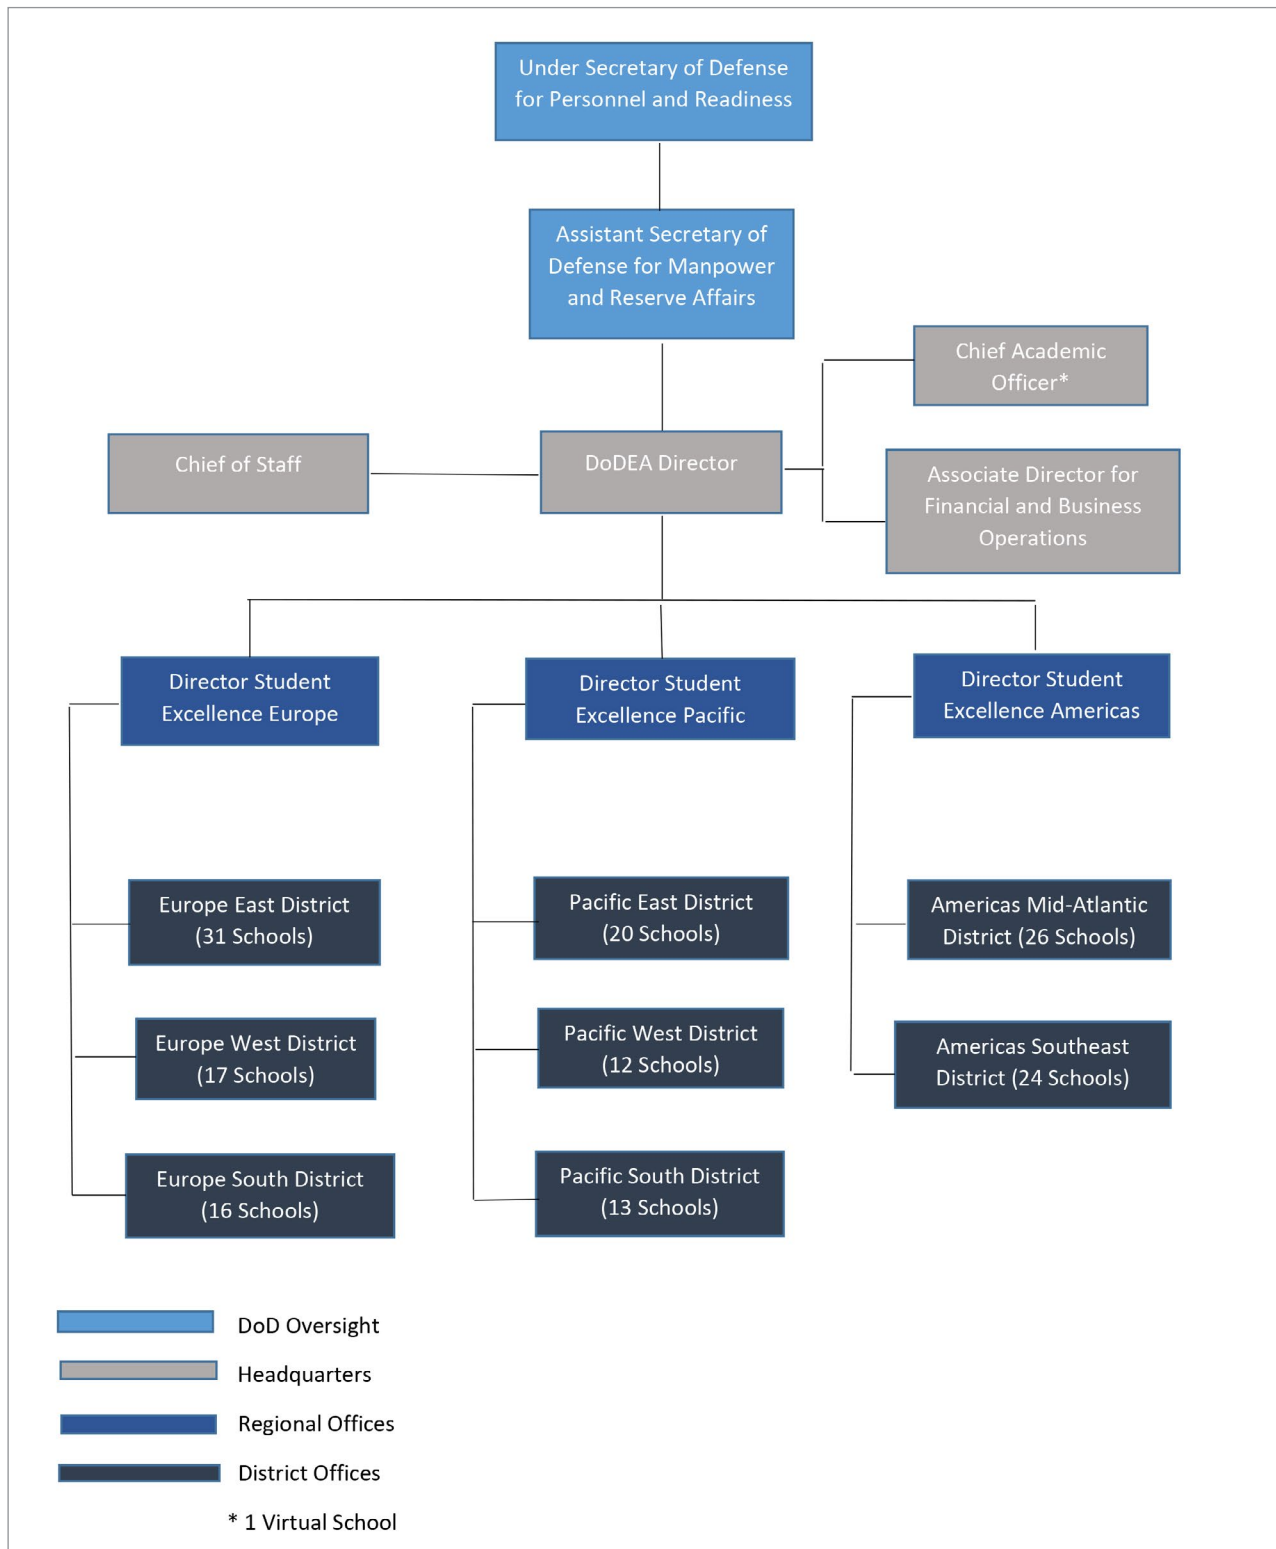 Under Secretary of Defense
for Personnel and Readiness
Assistant Secretary of
Defense for Manpower
and Reserve Affairs
Chief Academic
Officer*
Chief of Staff
DoDEA Director
Associate Director for
Financial and Business
Operations
Director Student
Excellence Europe
Director Student
Excellence Pacific
Director Student
Excellence Americas
Europe East District
(31 Schools)
Pacific East District
(20 Schools)
Americas Mid-Atlantic
District (26 Schools)
Europe West District
(17 Schools)
Pacific West District
(12 Schools)
Americas Southeast
District (24 Schools)
Europe South District
(16 Schools)
Pacific South District
(13 Schools)
DoD Oversight
Headquarters
Regional Offices
District Offices
* 1 Virtual School